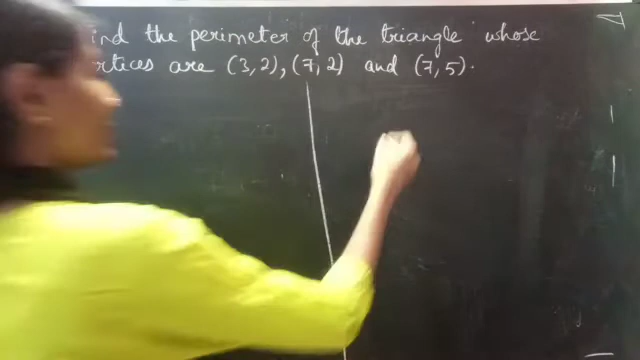 ind the perimeter of the triangle whose
rtices are (3, 2), (7, 2) and (7, 5).